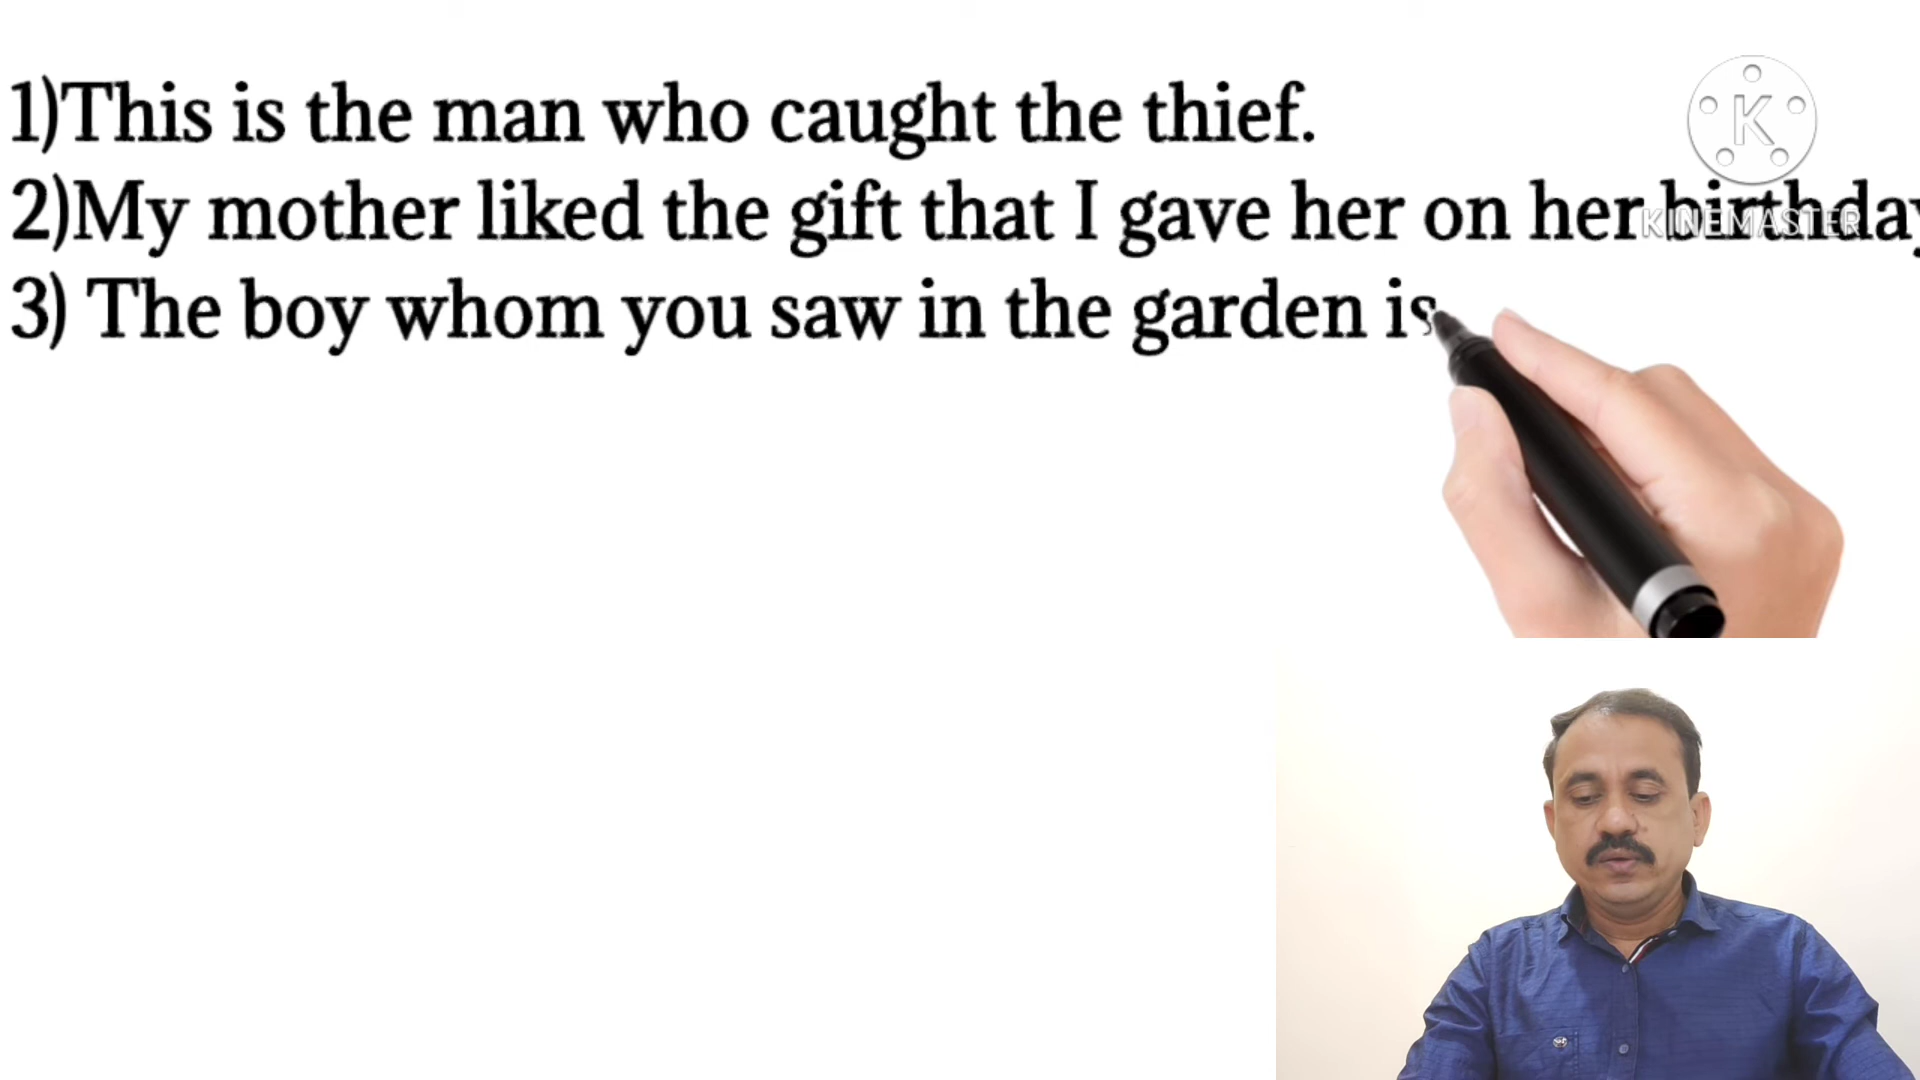 1)This is the man who caught the thief.
2)My mother liked the gift that I gave her on her birthday
3) The boy whom you saw in the garden is
K
KINEMASTER